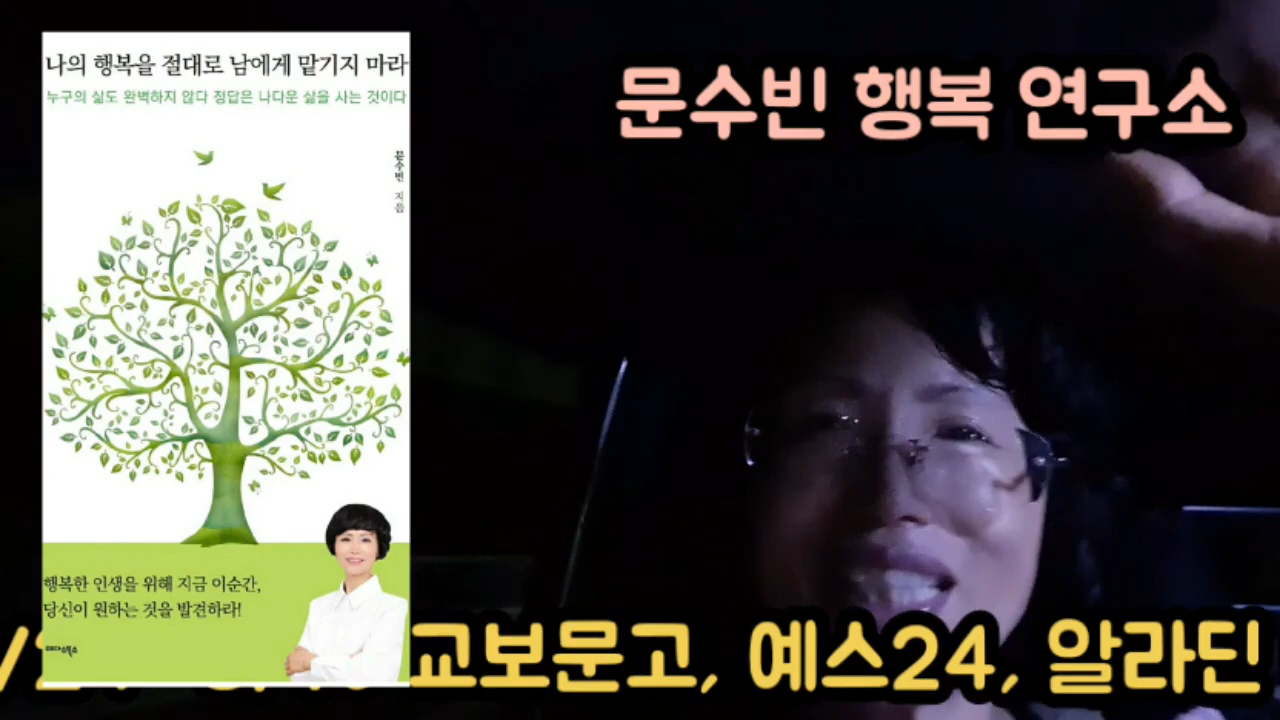 나의 행복을 절대로 남에게 맡기지 마라
누구의 삶도 완벽하지 않다 정답은 나다운 삶을 사는 것이다
문수빈 지음
행복한 인생을 위해 지금 이순간,
당신이 원하는 것을 발견하라!
문수빈 행복 연구소
교보문고, 예스24, 알라딘